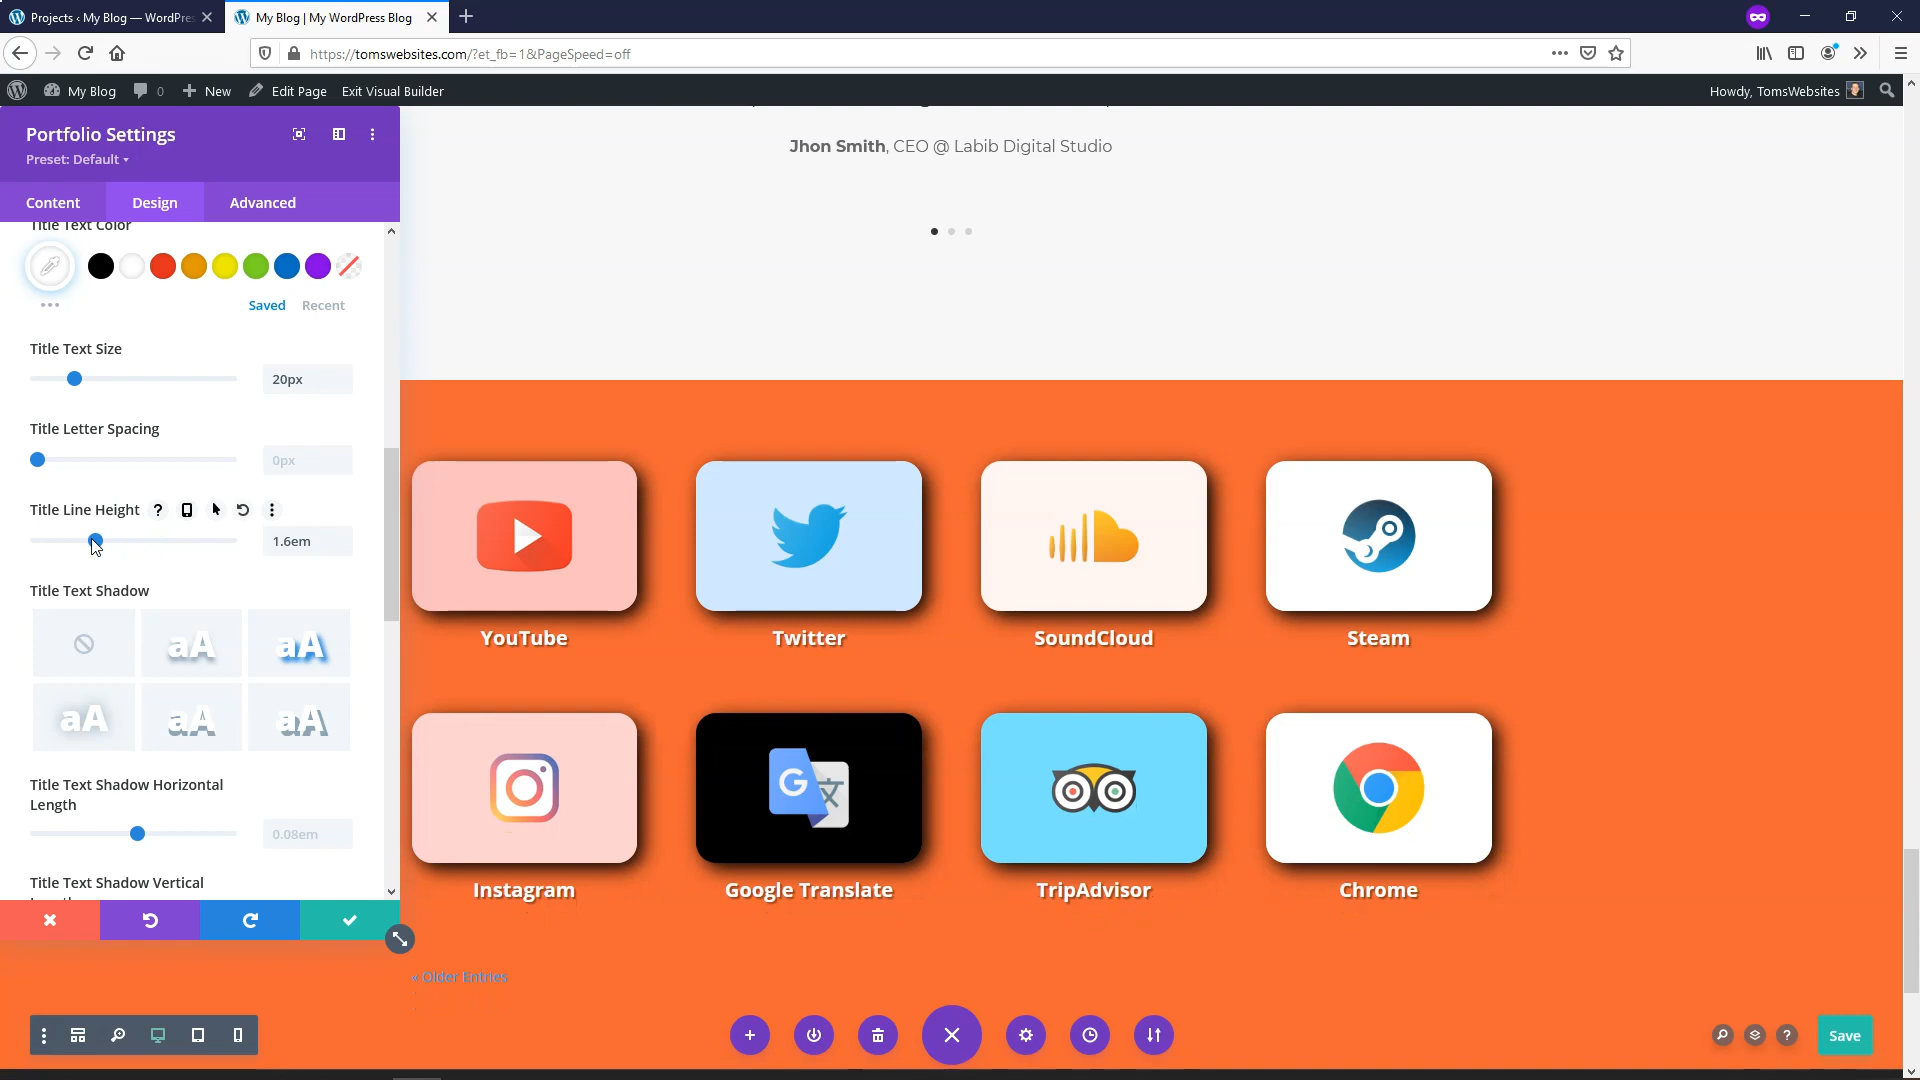 Projects ‹ My Blog — WordPre
My Blog | My WordPress Blog
https://tomswebsites.com/?et_fb=1&PageSpeed=off
My Blog
0
New
Edit Page
Exit Visual Builder
Howdy, TomsWebsites
Portfolio Settings
Preset: Default
Content
Design
Advanced
Title Text Color
Saved
Recent
Title Text Size
20px
Title Letter Spacing
0px
Title Line Height
?
1.6em
Title Text Shadow
aA
aA
aA
aA
aA
Title Text Shadow Horizontal
Length
0.08em
Title Text Shadow Vertical
Jhon Smith, CEO @ Labib Digital Studio
YouTube
Twitter
SoundCloud
Steam
G
Instagram
Google Translate
TripAdvisor
Chrome
« Older Entries
?
Save